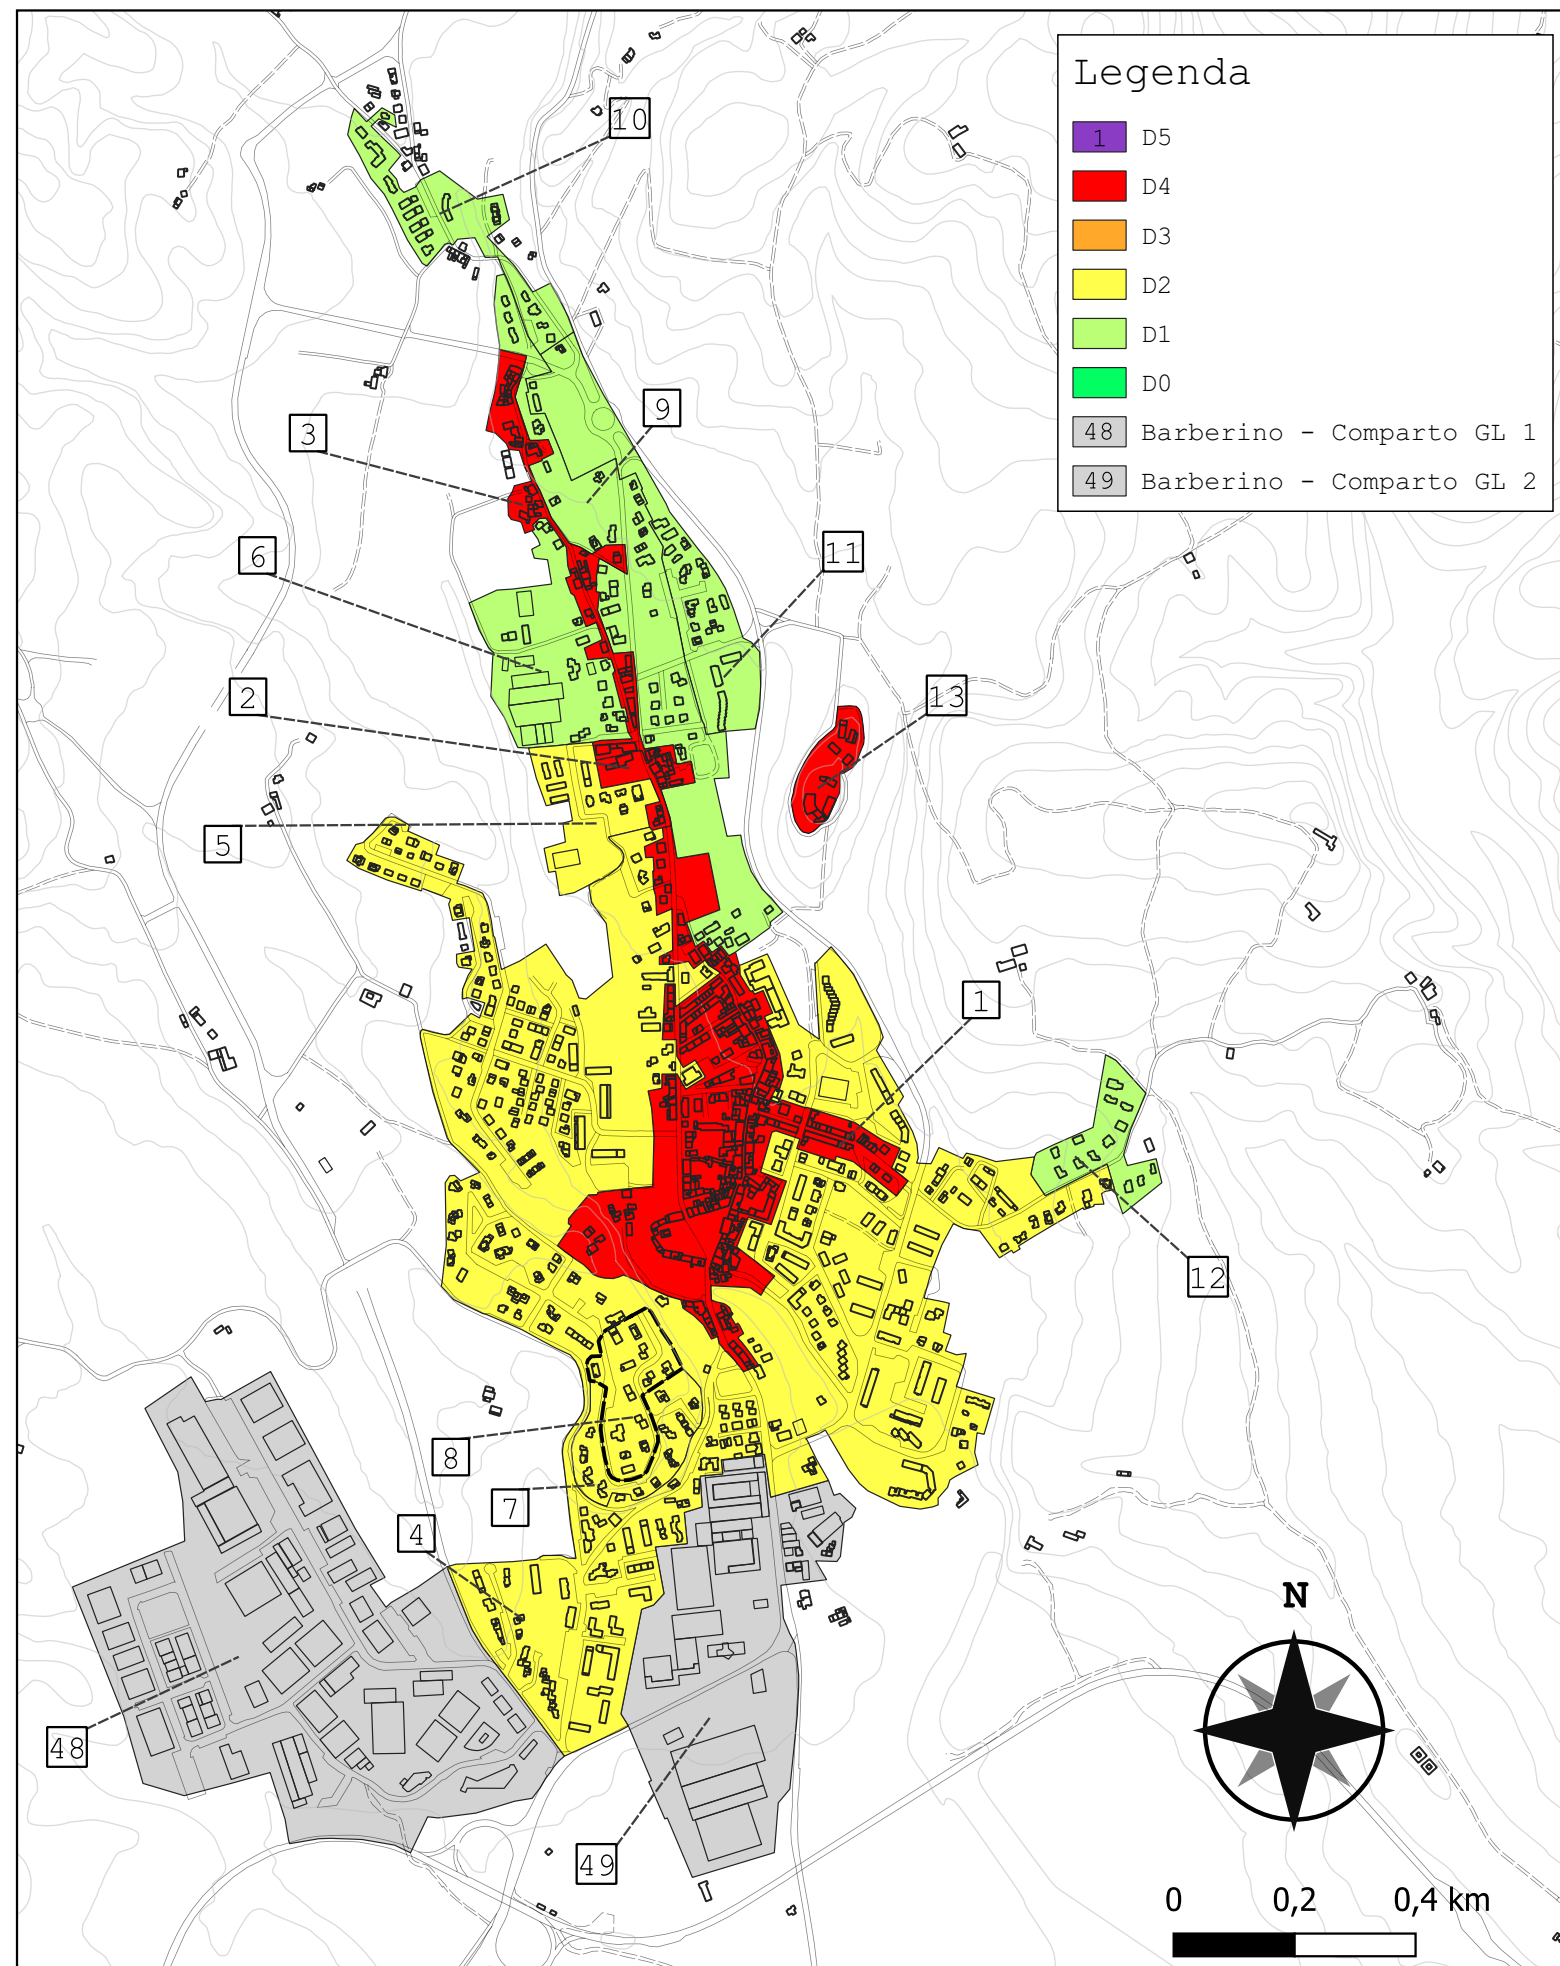 Legenda
1 D5
D4
D3
D2
D1
D0
48 Barberino - Comparto GL 1
49 Barberino - Comparto GL 2
10
9
3
6
11
2
13
5
1
12
8
7
4
48
49
N
0 0,2 0,4 km